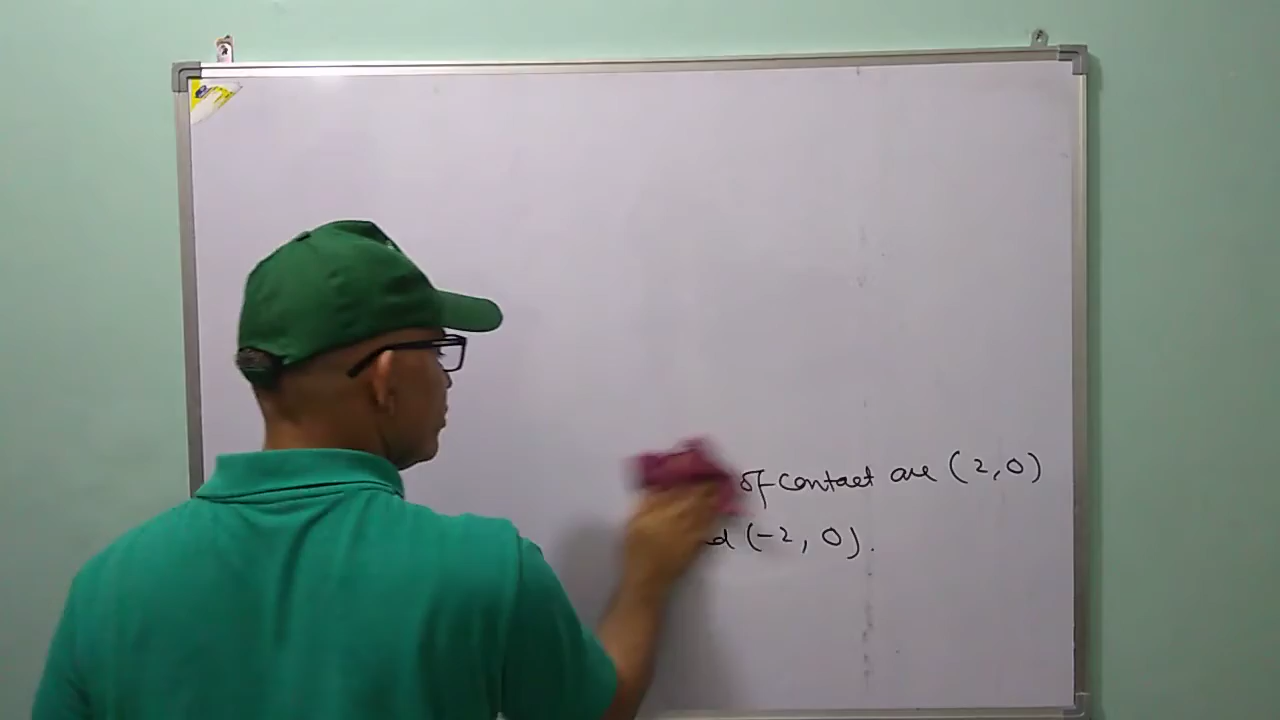 of contact are (2, 0)
(-2, 0).